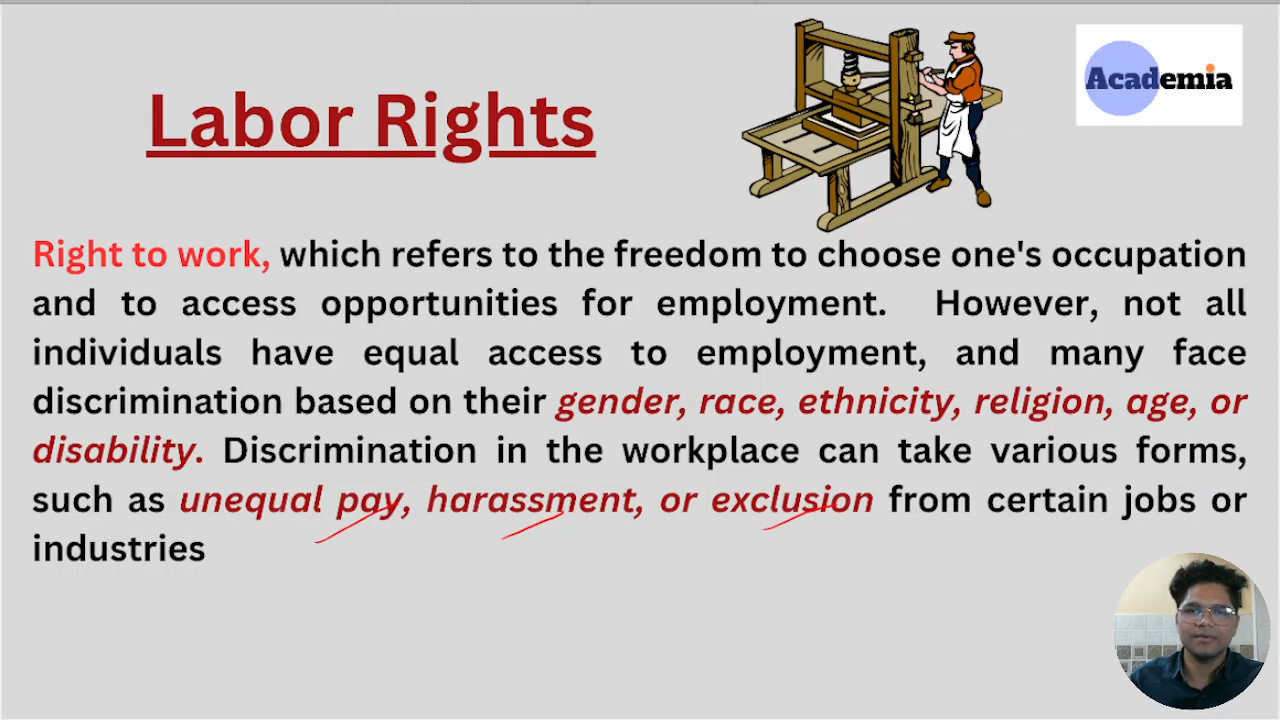 Academia
Labor Rights
Right to work, which refers to the freedom to choose one's occupation
and to access opportunities for employment. However, not all
individuals have equal access to employment, and many face
discrimination based on their gender, race, ethnicity, religion, age, or
disability. Discrimination in the workplace can take various forms,
such as unequal pay, harassment, or exclusion from certain jobs or
industries